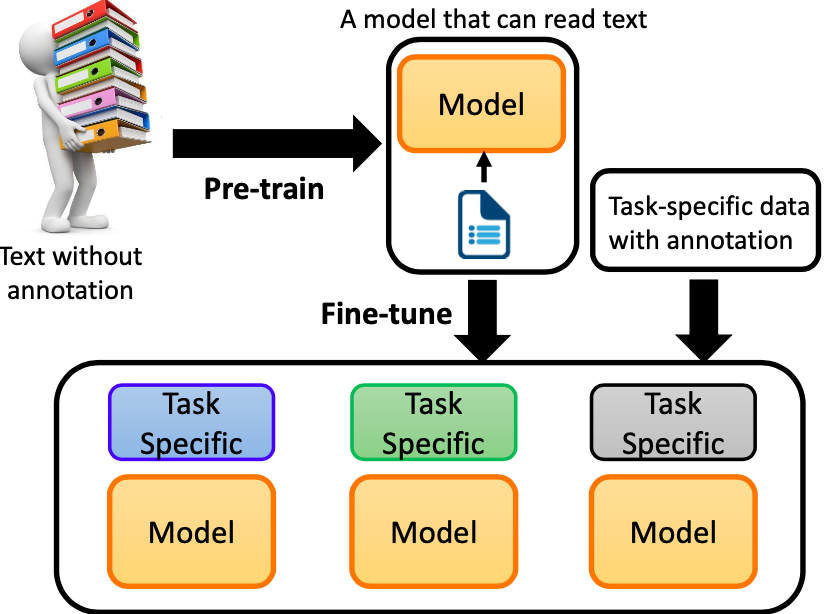 A model that can read text
Model
Pre-train
Text without
annotation
Task-specific data
with annotation
Fine-tune
Task
Specific
Task
Specific
Task
Specific
Model
Model
Model